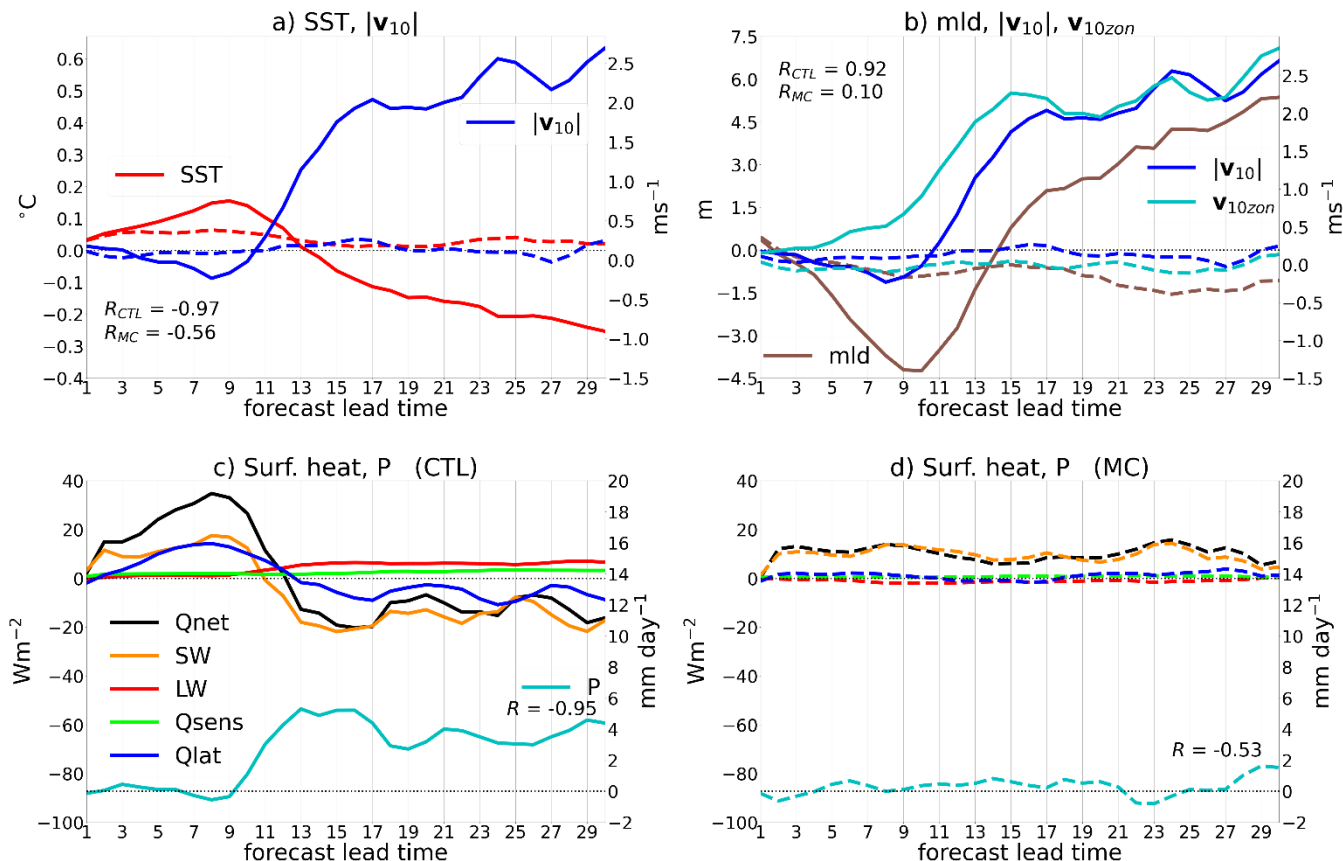 a) SST, |v₁₀|
0.6
0.5
0.4
0.3
0.2
0.1
0.0
−0.1
−0.2
−0.3
−0.4
°C
|v₁₀|
SST
R_CTL = -0.97
R_MC = -0.56
2.5
2.0
1.5
1.0
0.5
0.0
−0.5
−1.0
−1.5
ms⁻¹
1 3 5 7 9 11 13 15 17 19 21 23 25 27 29
forecast lead time
b) mld, |v₁₀|, v₁₀zon
7.5
6.0
4.5
3.0
1.5
0.0
−1.5
−3.0
−4.5
m
R_CTL = 0.92
R_MC = 0.10
|v₁₀|
v₁₀zon
mld
2.5
2.0
1.5
1.0
0.5
0.0
−0.5
−1.0
−1.5
ms⁻¹
1 3 5 7 9 11 13 15 17 19 21 23 25 27 29
forecast lead time
c) Surf. heat, P (CTL)
40
20
0
−20
−40
−60
−80
−100
Wm⁻²
Qnet
SW
LW
Qsens
Qlat
P
R = -0.95
20
18
16
14
12
10
8
6
4
2
0
−2
mm day⁻¹
1 3 5 7 9 11 13 15 17 19 21 23 25 27 29
forecast lead time
d) Surf. heat, P (MC)
40
20
0
−20
−40
−60
−80
−100
Wm⁻²
R = -0.53
20
18
16
14
12
10
8
6
4
2
0
−2
mm day⁻¹
1 3 5 7 9 11 13 15 17 19 21 23 25 27 29
forecast lead time